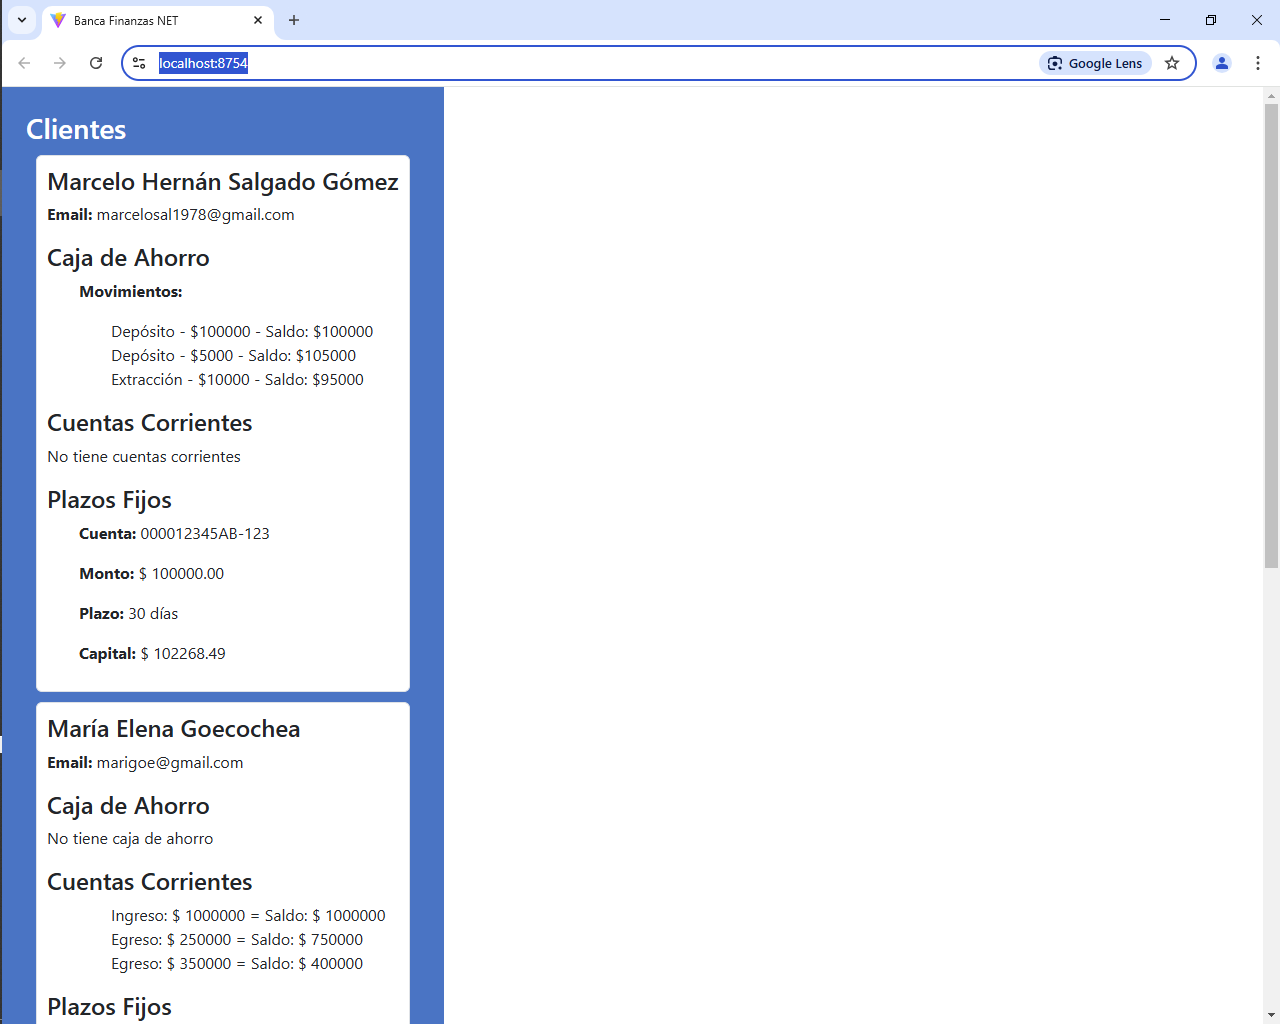 Banca Finanzas NET
localhost:8754
Google Lens
Clientes
Marcelo Hernán Salgado Gómez
Email: marcelosal1978@gmail.com
Caja de Ahorro
Movimientos:
Depósito - $100000 - Saldo: $100000
Depósito - $5000 - Saldo: $105000
Extracción - $10000 - Saldo: $95000
Cuentas Corrientes
No tiene cuentas corrientes
Plazos Fijos
Cuenta: 000012345AB-123
Monto: $ 100000.00
Plazo: 30 días
Capital: $ 102268.49
María Elena Goecochea
Email: marigoe@gmail.com
Caja de Ahorro
No tiene caja de ahorro
Cuentas Corrientes
Ingreso: $ 1000000 = Saldo: $ 1000000
Egreso: $ 250000 = Saldo: $ 750000
Egreso: $ 350000 = Saldo: $ 400000
Plazos Fijos